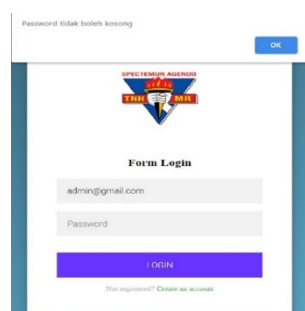 Password tidak boleh kosong
OK
SPECTEMUR AGENDO
TNH MR
Form Login
admin@gmail.com
Password
LOGIN
Not registered? Create an account